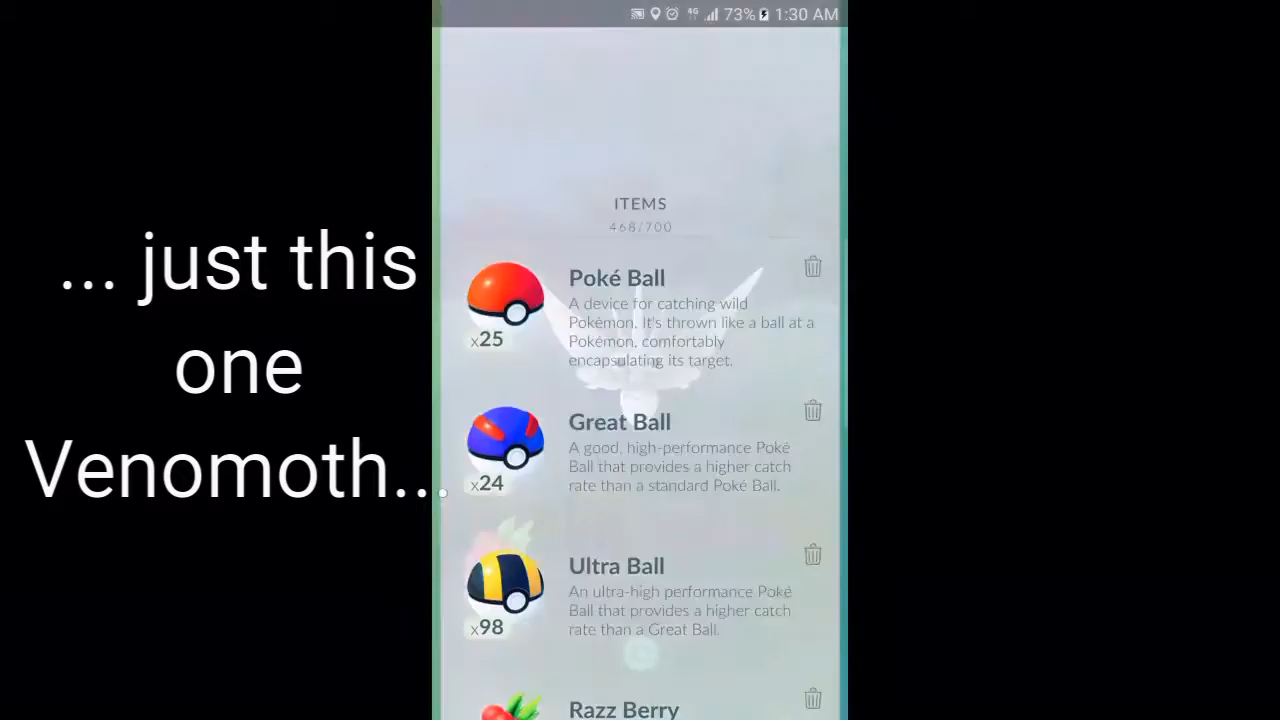 4G 73% 1:30 AM
... just this
one
Venomoth...
ITEMS
468/700
Poké Ball
A device for catching wild
Pokémon. It's thrown like a ball at a
Pokémon, comfortably
encapsulating its target.
x25
Great Ball
A good, high-performance Poké
Ball that provides a higher catch
rate than a standard Poké Ball.
x24
Ultra Ball
An ultra-high performance Poké
Ball that provides a higher catch
rate than a Great Ball.
x98
Razz Berry